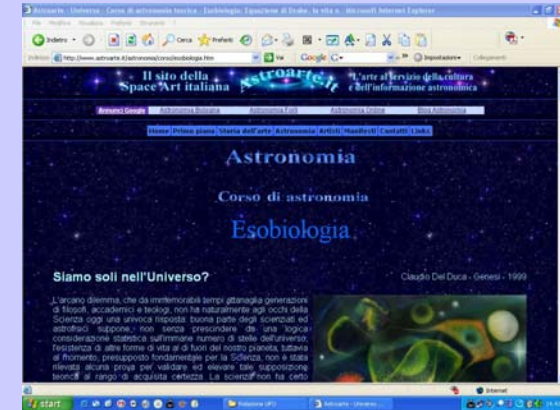 Astroarte - Universo - Corso di astronomia teorica - Esobiologia: Equazione di Drake, la vita n - Microsoft Internet Explorer
File Modifica Visualizza Preferiti Strumenti ?
Indietro Cerca Preferiti
Indirizzo http://www.astroarte.it/astronomia/corso/esobiologia.htm Vai Google Impostazioni Collegamenti
Il sito della
Space Art italiana
Astroarte.it
"L'arte al servizio della cultura
e dell'informazione astronomica
Annunci Google Astronomia Bologna Astronomia Forlì Astronomia Online Blog Astronomia
Home Primo piano Storia dell'arte Astronomia Artisti Manifesti Contatti Links
Astronomia
Corso di astronomia
Esobiologia
Siamo soli nell'Universo?
Claudio Del Duca - Genesi - 1999
L'arcano dilemma, che da immemorabili tempi attanaglia generazioni
di filosofi, accademici e teologi, non ha naturalmente agli occhi della
Scienza oggi una univoca risposta: buona parte degli scienziati ed
astrofisici suppone, non senza prescindere da una logica
considerazione statistica sull'immane numero di stelle dell'universo,
l'esistenza di altre forme di vita al di fuori del nostro pianeta, tuttavia
al momento, presupposto fondamentale per la Scienza, non è stata
rilevata alcuna prova per validare ed elevare tale supposizione
teorica al rango di acquisita certezza. La scienza non ha certo
Internet
start Relazione UFO Astroarte - Universo ...